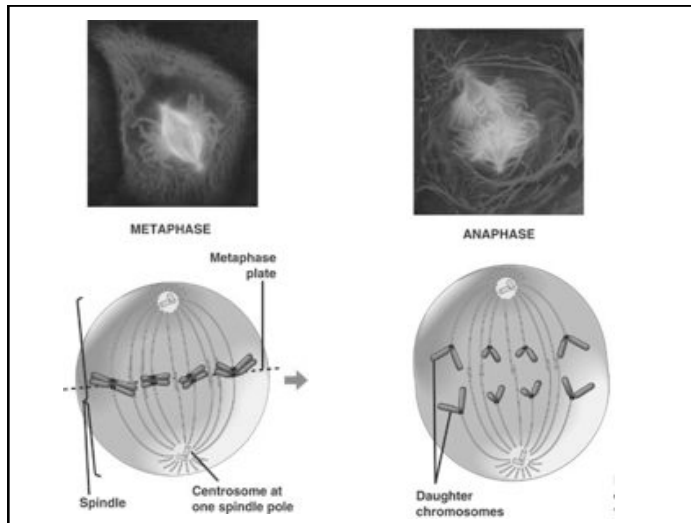 METAPHASE
ANAPHASE
Metaphase
plate
Spindle
Centrosome at
one spindle pole
Daughter
chromosomes